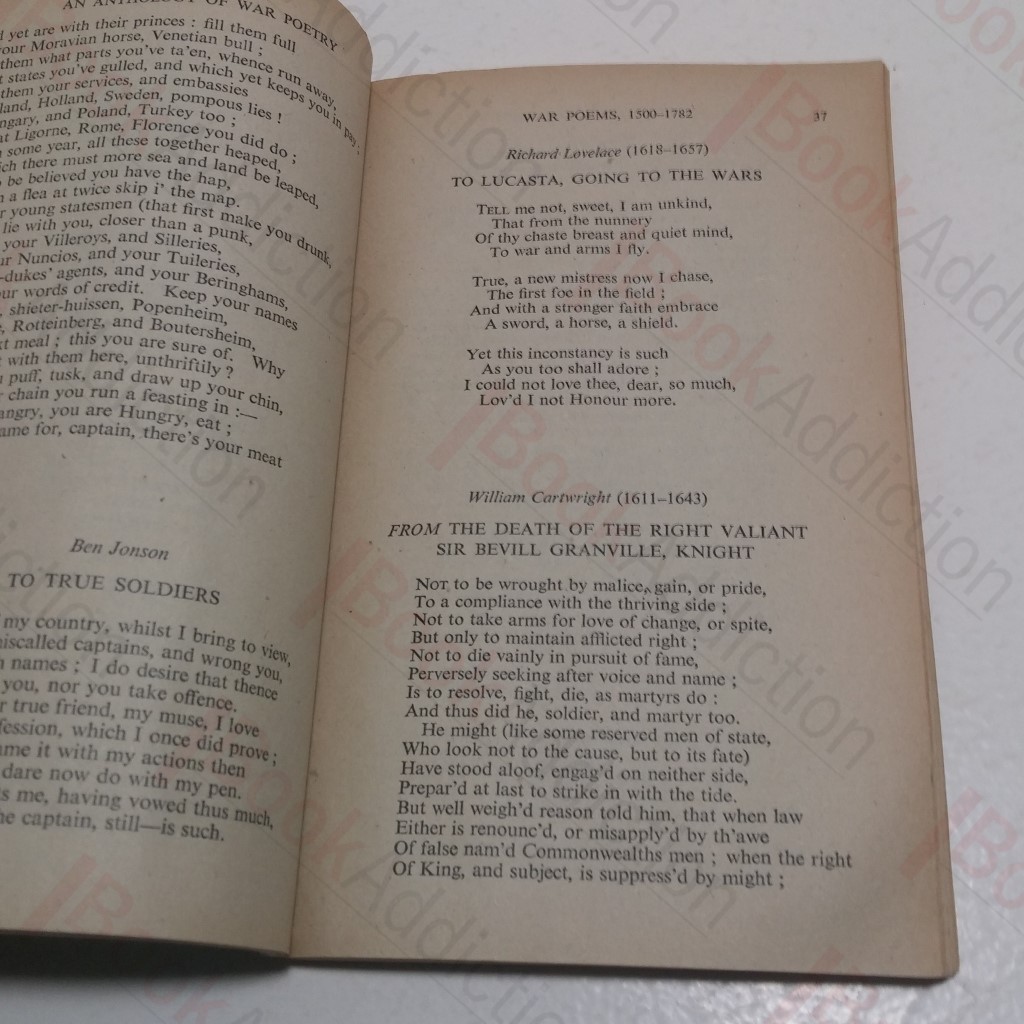 AN ANTHOLOGY OF WAR POETRY
yet are with their princes : fill them full
your Moravian horse, Venetian bull ;
them what parts you've ta'en, whence run away,
states you've gulled, and which yet keeps you in pay ;
them your services, and embassies
land, Holland, Sweden, pompous lies !
ngary, and Poland, Turkey too ;
at Ligorne, Rome, Florence you did do ;
some year, all these together heaped,
ich there must more sea and land be leaped,
be believed you have the hap,
a flea at twice skip i' the map.
young statesmen (that first make you drunk,
lie with you, closer than a punk,
your Villeroys, and Silleries,
ur Nuncios, and your Tuileries,
-dukes' agents, and your Beringhams,
ur words of credit. Keep your names
, shieter-huissen, Popenheim,
, Rotteinberg, and Boutersheim,
xt meal ; this you are sure of. Why
with them here, unthriftily ?
puff, tusk, and draw up your chin,
chain you run a feasting in :—
angry, you are Hungry, eat ;
ame for, captain, there's your meat
Ben Jonson
TO TRUE SOLDIERS
my country, whilst I bring to view,
miscalled captains, and wrong you,
names ; I do desire that thence
you, nor you take offence.
r true friend, my muse, I love
fession, which I once did prove ;
ame it with my actions then
dare now do with my pen.
s me, having vowed thus much,
ne captain, still—is such.
WAR POEMS, 1500–1782 37
Richard Lovelace (1618–1657)
TO LUCASTA, GOING TO THE WARS
TELL me not, sweet, I am unkind,
That from the nunnery
Of thy chaste breast and quiet mind,
To war and arms I fly.
True, a new mistress now I chase,
The first foe in the field ;
And with a stronger faith embrace
A sword, a horse, a shield.
Yet this inconstancy is such
As you too shall adore ;
I could not love thee, dear, so much,
Lov'd I not Honour more.
William Cartwright (1611–1643)
FROM THE DEATH OF THE RIGHT VALIANT
SIR BEVILL GRANVILLE, KNIGHT
NOT to be wrought by malice, gain, or pride,
To a compliance with the thriving side ;
Not to take arms for love of change, or spite,
But only to maintain afflicted right ;
Not to die vainly in pursuit of fame,
Perversely seeking after voice and name ;
Is to resolve, fight, die, as martyrs do :
And thus did he, soldier, and martyr too.
He might (like some reserved men of state,
Who look not to the cause, but to its fate)
Have stood aloof, engag'd on neither side,
Prepar'd at last to strike in with the tide.
But well weigh'd reason told him, that when law
Either is renounc'd, or misapply'd by th'awe
Of false nam'd Commonwealths men ; when the right
Of King, and subject, is suppress'd by might ;
BookAddiction